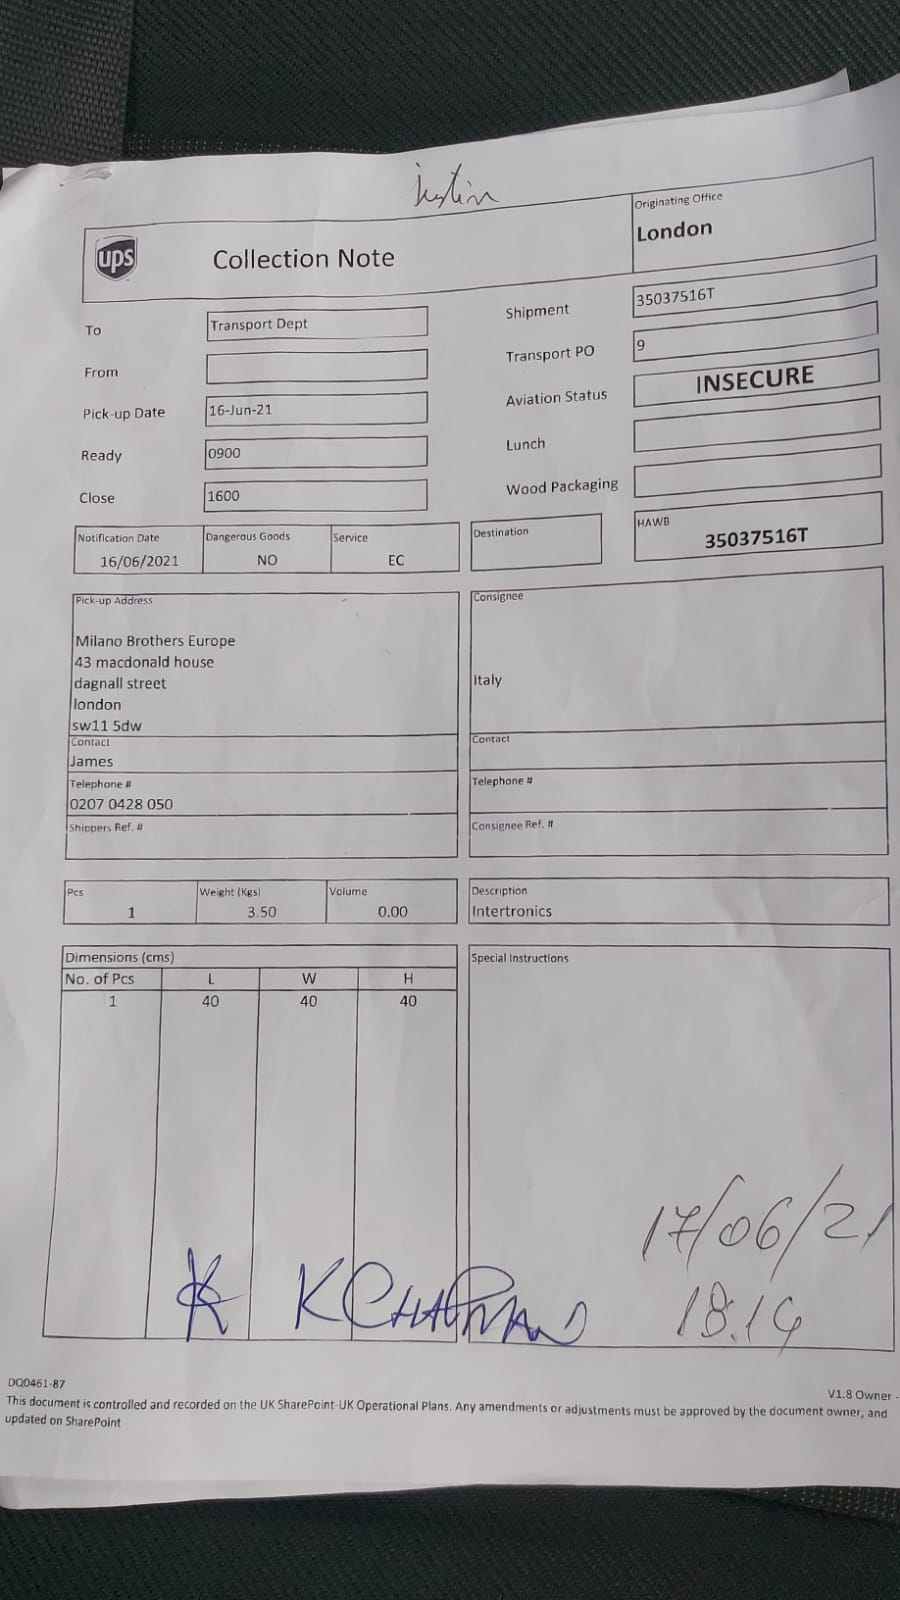 justin
ups
Collection Note
Originating Office
London
To
Transport Dept
From
Pick-up Date
16-Jun-21
Ready
0900
Close
1600
Shipment
35037516T
Transport PO
9
Aviation Status
INSECURE
Lunch
Wood Packaging
Notification Date
16/06/2021
Dangerous Goods
NO
Service
EC
Destination
HAWB
35037516T
Pick-up Address
Milano Brothers Europe
43 macdonald house
dagnall street
london
sw11 5dw
Contact
James
Telephone #
0207 0428 050
Shippers Ref. #
Consignee
Italy
Contact
Telephone #
Consignee Ref. #
Pcs
1
Weight (Kgs)
3.50
Volume
0.00
Description
Intertronics
Dimensions (cms)
No. of Pcs L W H
1 40 40 40
Special Instructions
17/06/21
K CHAPMAN
18:14
DQ0461-87
V1.8 Owner -
This document is controlled and recorded on the UK SharePoint-UK Operational Plans. Any amendments or adjustments must be approved by the document owner, and
updated on SharePoint